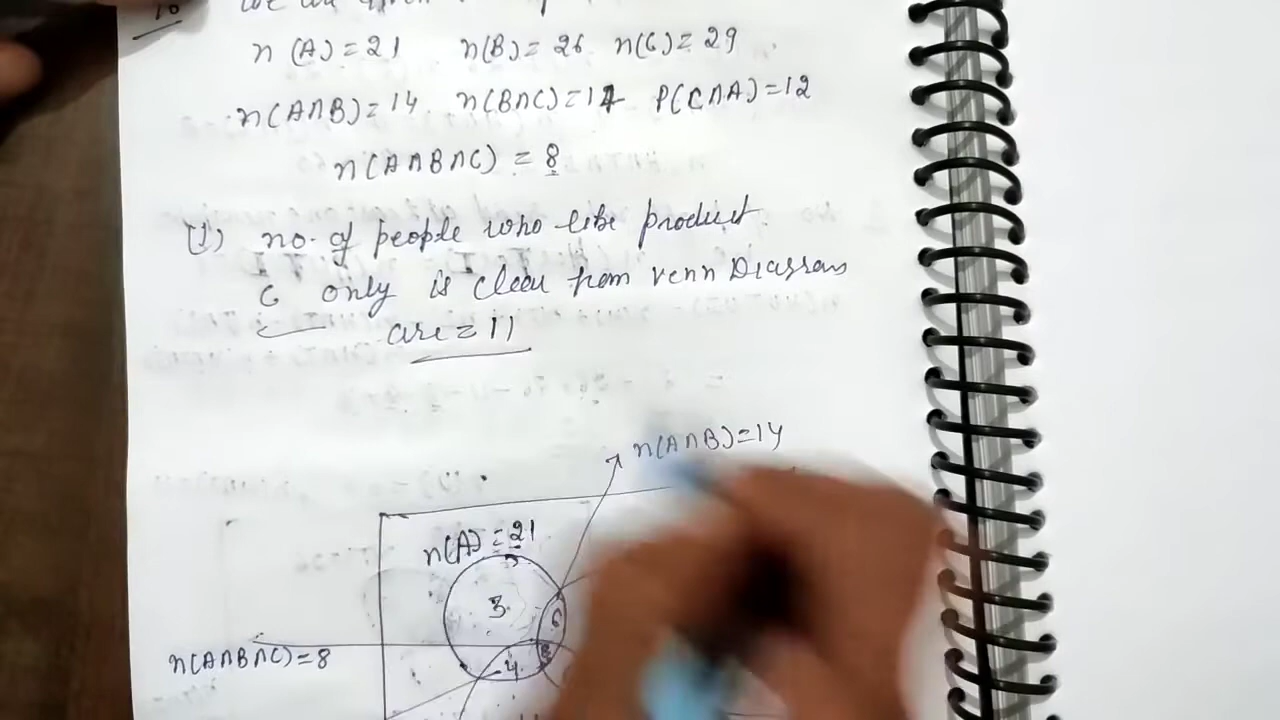 10
n(A)=21 n(B)=26 n(C)=29
n(A∩B)=14 n(B∩C)=14 P(C∩A)=12
n(A∩B∩C) = 8
(I) no. of people who like product
C only is clear from Venn Diagram
are = 11
n(A∩B)=14
n(A)=21
3
6
8
4
n(A∩B∩C)=8